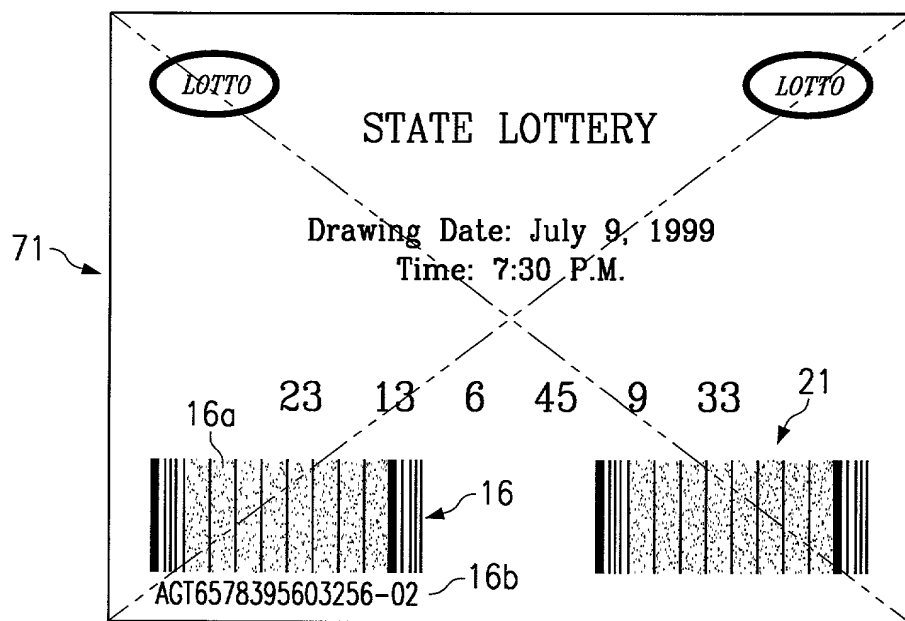 LOTTO LOTTO
STATE LOTTERY
Drawing Date: July 9, 1999
71
Time: 7:30 P.M.
21
23 13 6 45 9 33
16a
16
16b
AGT6578395603256-02